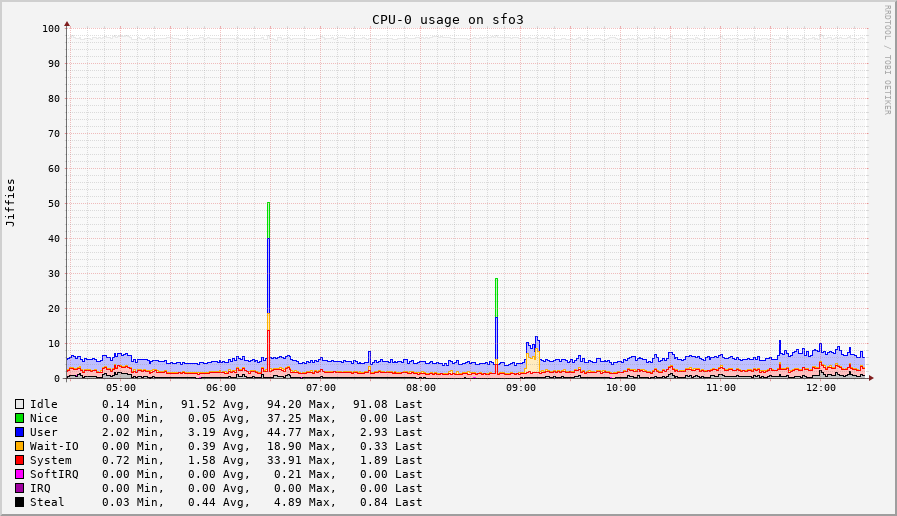 CPU-0 usage on sfo3
RRDTOOL / TOBI OETIKER
Jiffies
100
90
80
70
60
50
40
30
20
10
0
05:00 06:00 07:00 08:00 09:00 10:00 11:00 12:00
Idle 0.14 Min, 91.52 Avg, 94.20 Max, 91.08 Last
Nice 0.00 Min, 0.05 Avg, 37.25 Max, 0.00 Last
User 2.02 Min, 3.19 Avg, 44.77 Max, 2.93 Last
Wait-IO 0.00 Min, 0.39 Avg, 18.90 Max, 0.33 Last
System 0.72 Min, 1.58 Avg, 33.91 Max, 1.89 Last
SoftIRQ 0.00 Min, 0.00 Avg, 0.21 Max, 0.00 Last
IRQ 0.00 Min, 0.00 Avg, 0.00 Max, 0.00 Last
Steal 0.03 Min, 0.44 Avg, 4.89 Max, 0.84 Last